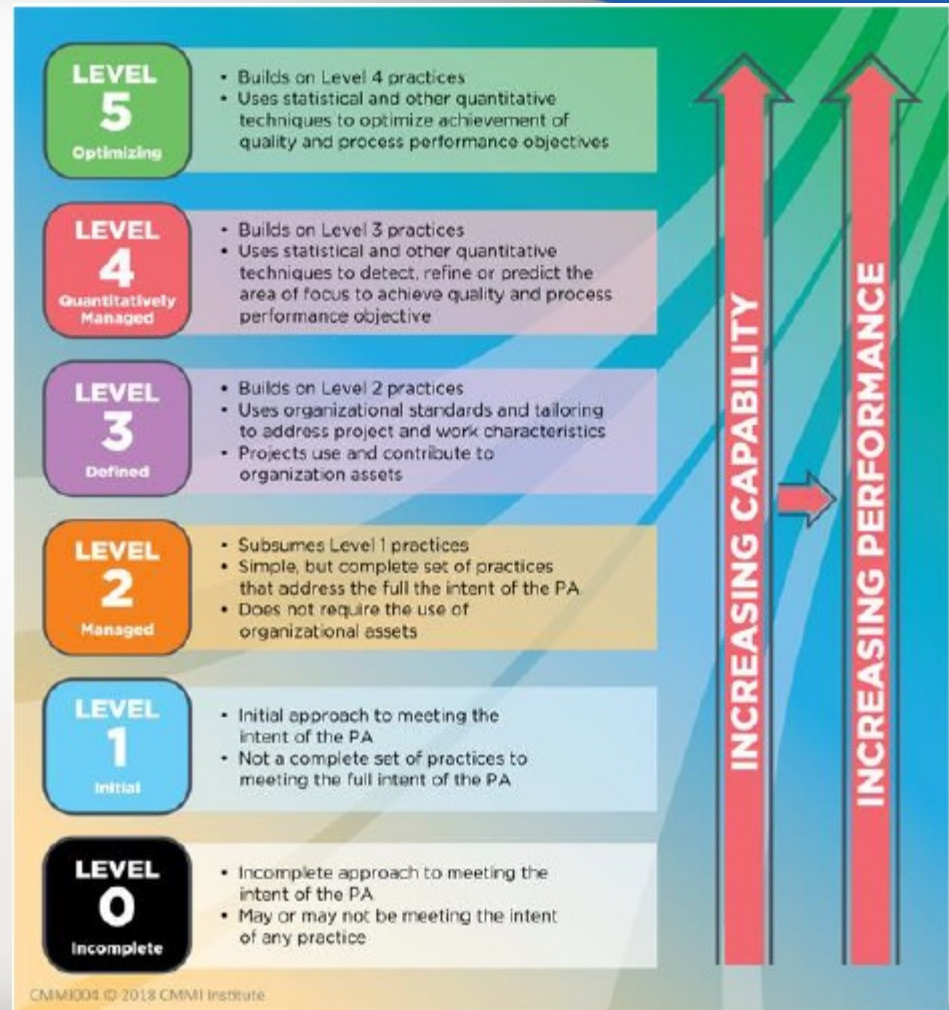 LEVEL
5
Optimizing
• Builds on Level 4 practices
• Uses statistical and other quantitative
techniques to optimize achievement of
quality and process performance objectives
LEVEL
4
Quantitatively
Managed
• Builds on Level 3 practices
• Uses statistical and other quantitative
techniques to detect, refine or predict the
area of focus to achieve quality and process
performance objective
LEVEL
3
Defined
• Builds on Level 2 practices
• Uses organizational standards and tailoring
to address project and work characteristics
• Projects use and contribute to
organization assets
LEVEL
2
Managed
• Subsumes Level 1 practices
• Simple, but complete set of practices
that address the full the intent of the PA
• Does not require the use of
organizational assets
LEVEL
1
Initial
• Initial approach to meeting the
intent of the PA
• Not a complete set of practices to
meeting the full intent of the PA
LEVEL
0
Incomplete
• Incomplete approach to meeting the
intent of the PA
• May or may not be meeting the intent
of any practice
INCREASING CAPABILITY
INCREASING PERFORMANCE
CMMI004 © 2018 CMMI Institute